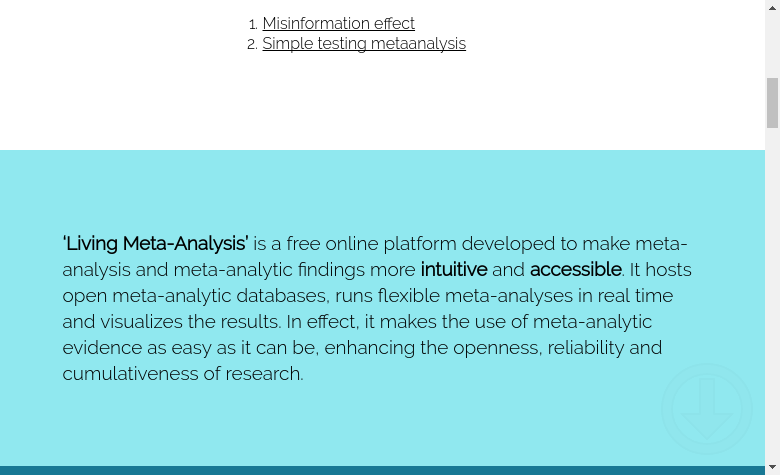 1. Misinformation effect
2. Simple testing metaanalysis
‘Living Meta-Analysis’ is a free online platform developed to make meta-
analysis and meta-analytic findings more intuitive and accessible. It hosts
open meta-analytic databases, runs flexible meta-analyses in real time
and visualizes the results. In effect, it makes the use of meta-analytic
evidence as easy as it can be, enhancing the openness, reliability and
cumulativeness of research.